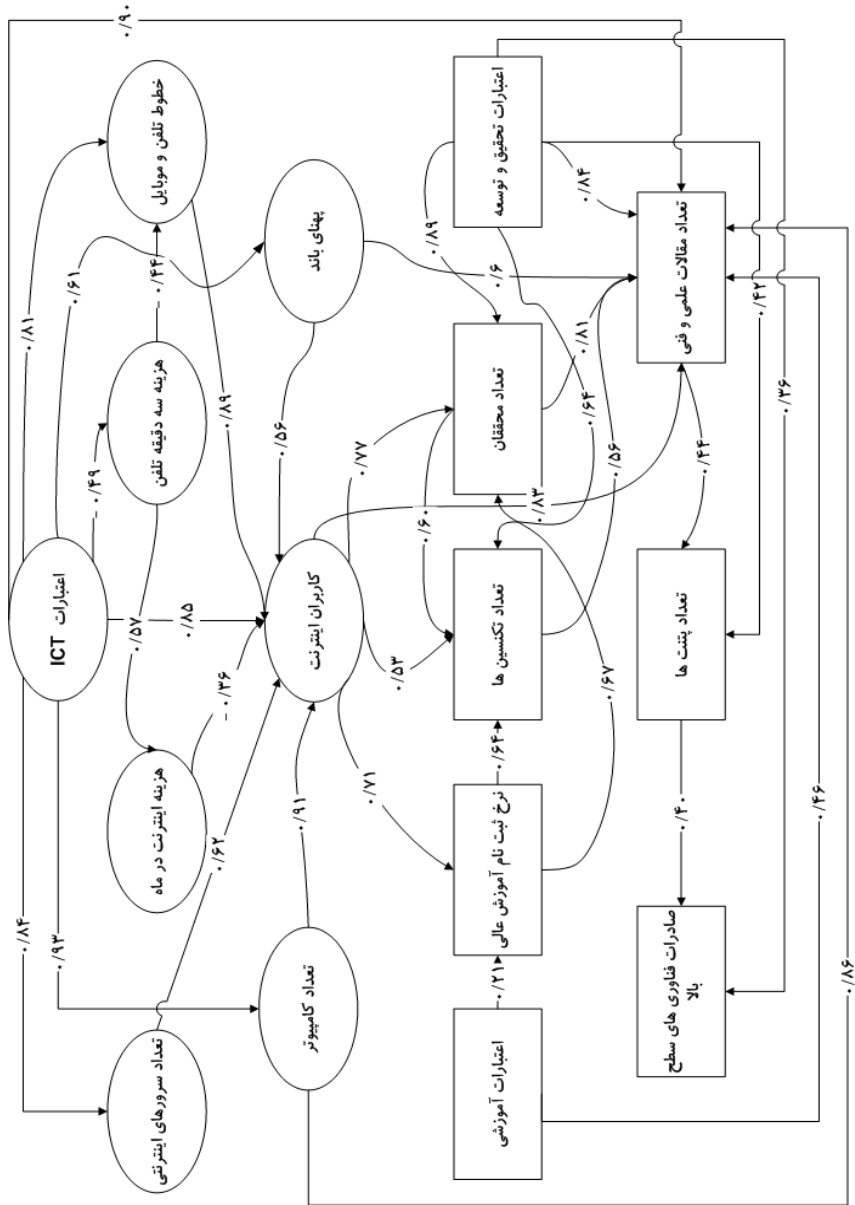 ۰/۹۰
خطوط تلفن و موبایل
۰/۸۱
۰/۶۱
- ۰/۴۴
هزینه سه دقیقه تلفن
- ۰/۴۹
اعتبارات ICT
۰/۸۵
۰/۵۷
- ۰/۳۶
هزینه اینترنت در ماه
۰/۸۴
۰/۹۳
۰/۶۲
تعداد سرورهای اینترنتی
پهنای باند
۰/۸۹
۰/۵۶
۰/۶
کاربران اینترنت
۰/۷۷
۰/۵۳
۰/۷۱
۰/۸۳
۰/۹۱
تعداد کامپیوتر
اعتبارات تحقیق و توسعه
۰/۸۹
۰/۸۴
۰/۶۴
۰/۴۲
۰/۳۶
تعداد محققان
۰/۸۱
۰/۶۰
تعداد تکنسین ها
۰/۵۶
۰/۶۷
۰/۶۴
نرخ ثبت نام آموزش عالی
۰/۲۱
اعتبارات آموزشی
تعداد مقالات علمی و فنی
۰/۴۴
تعداد پتنت ها
۰/۴۰
صادرات فناوری های سطح
بالا
۰/۴۶
۰/۸۶